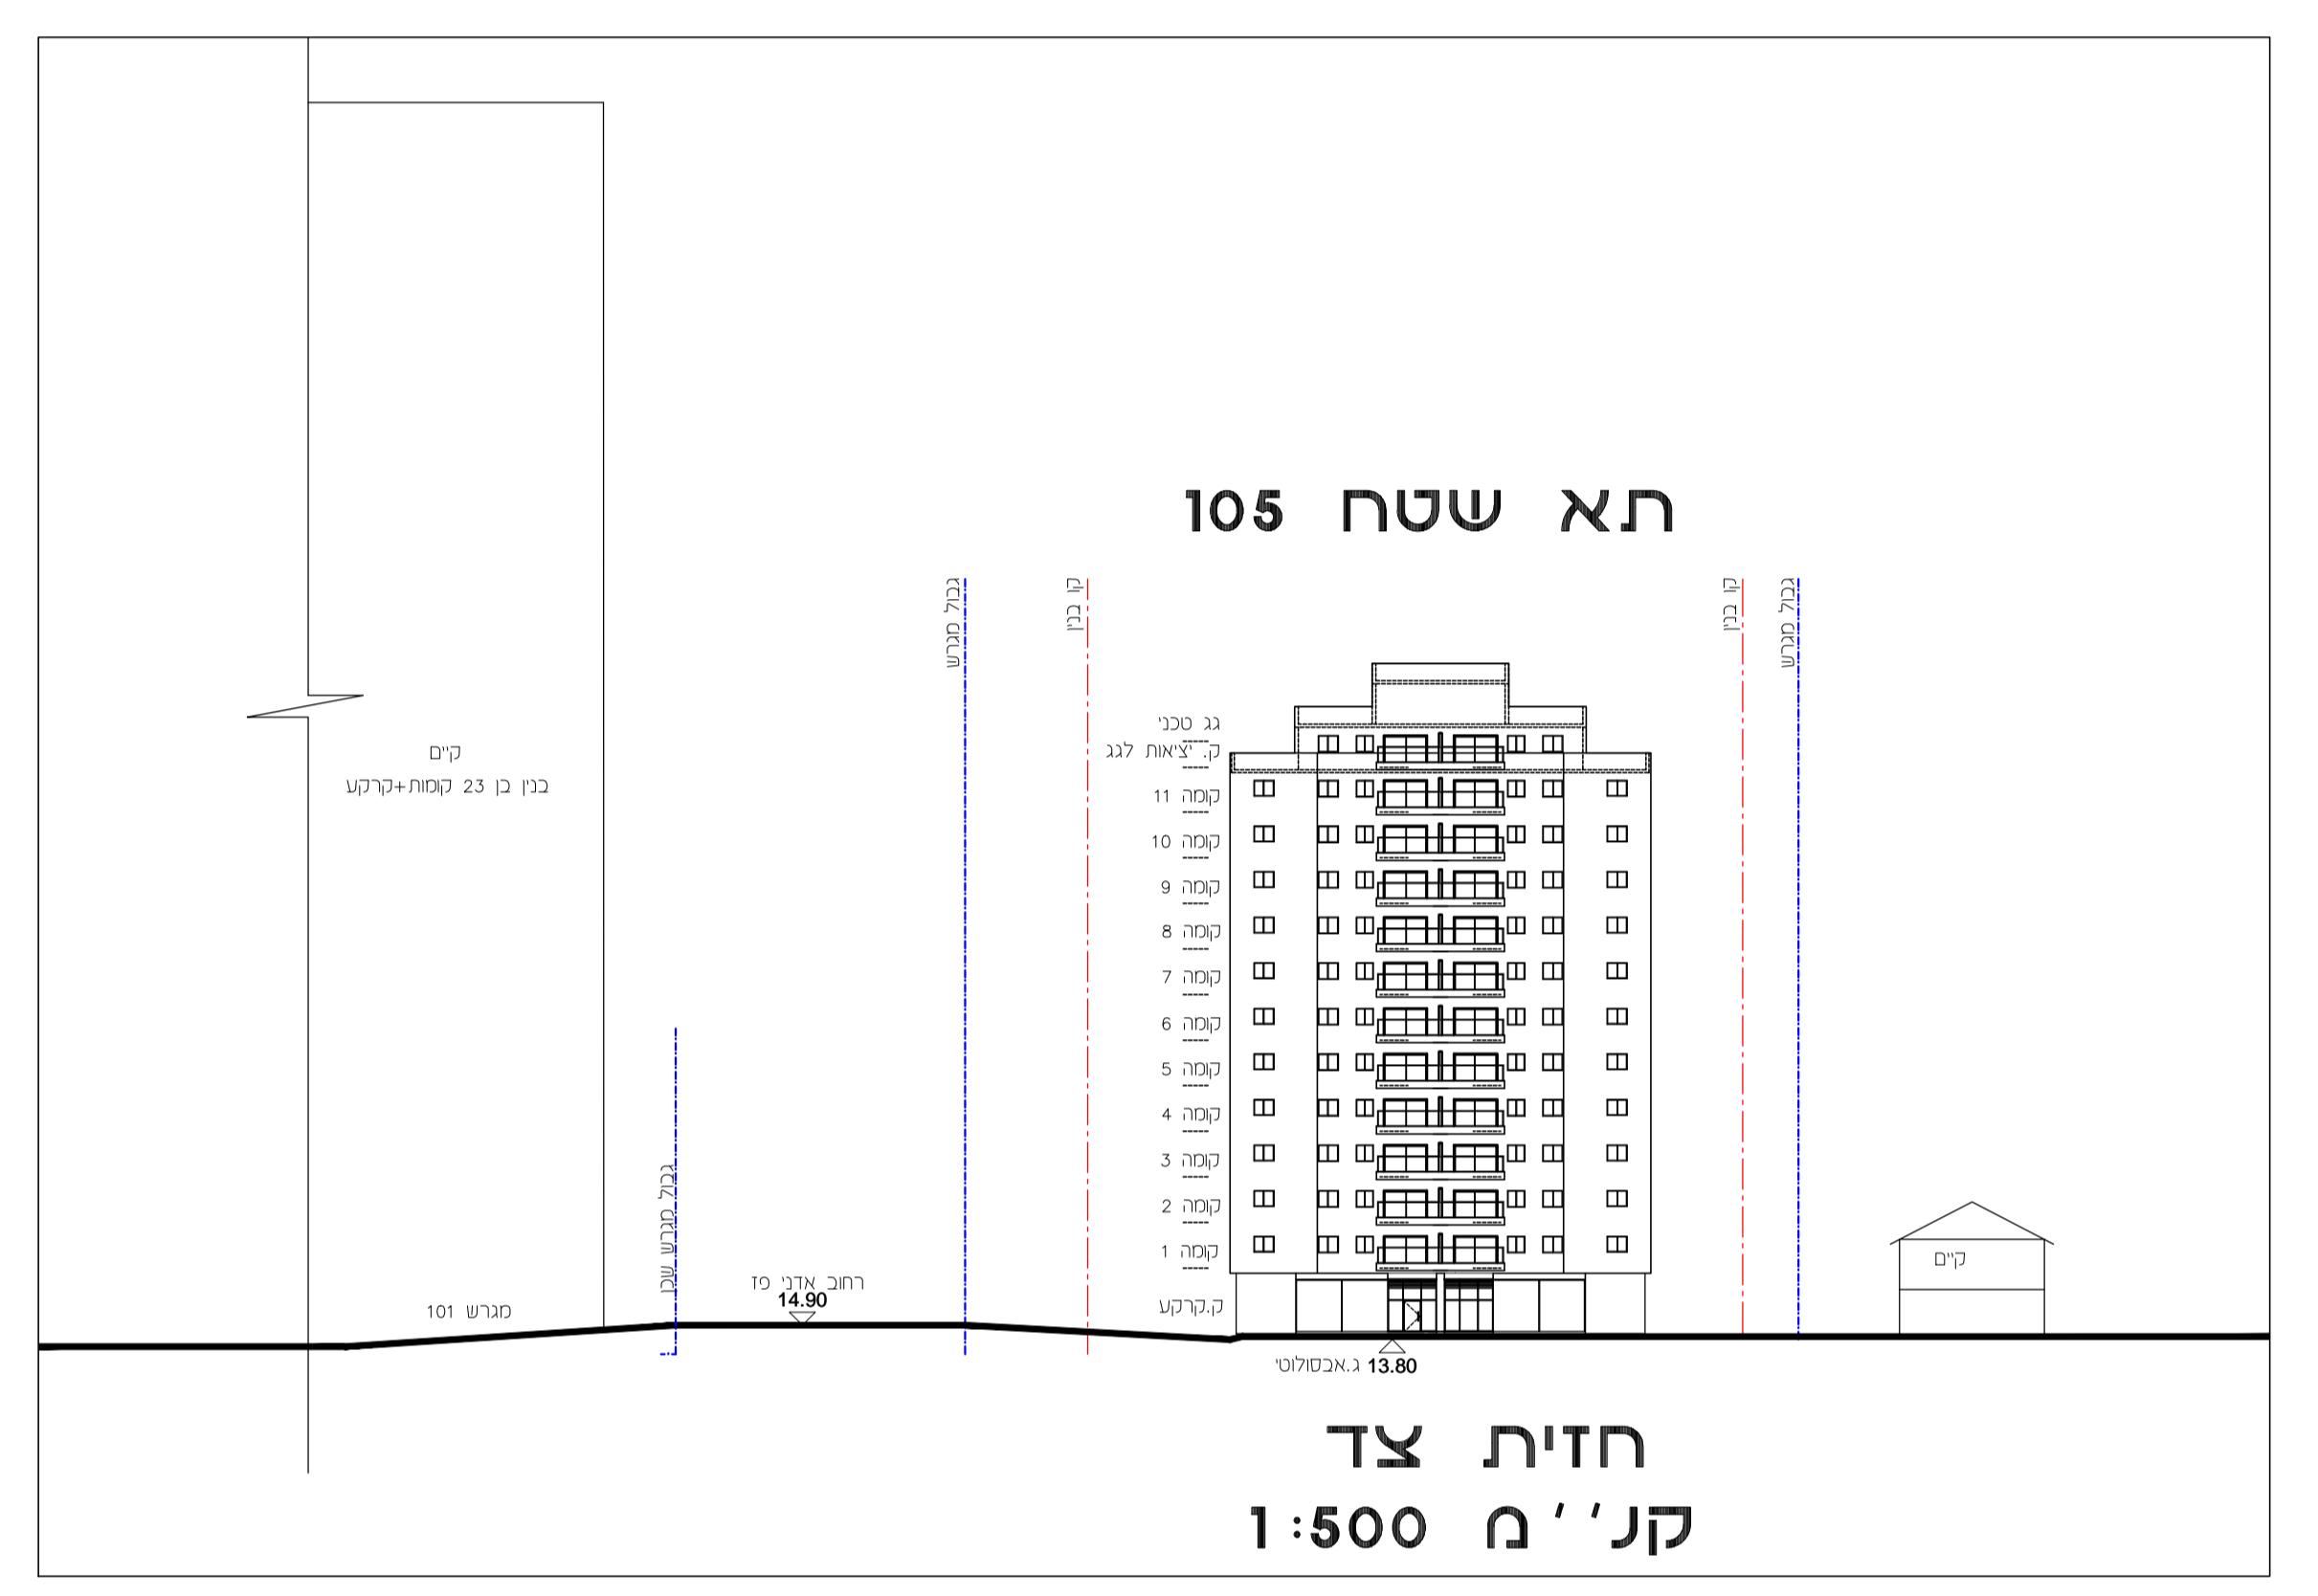 תא שטח 105
גבול מגרש
קו בנין
קו בנין
גבול מגרש
גג טכני
ק. יציאות לגג
קומה 11
קומה 10
קומה 9
קומה 8
קומה 7
קומה 6
קומה 5
קומה 4
קומה 3
קומה 2
קומה 1
ק.קרקע
קיים
בנין בן 23 קומות+קרקע
גבול מגרש שכן
מגרש 101
רחוב אדני פז
14.90
קיים
13.80 ג.אבסולוטי
חזית צד
קנ''מ 1:500